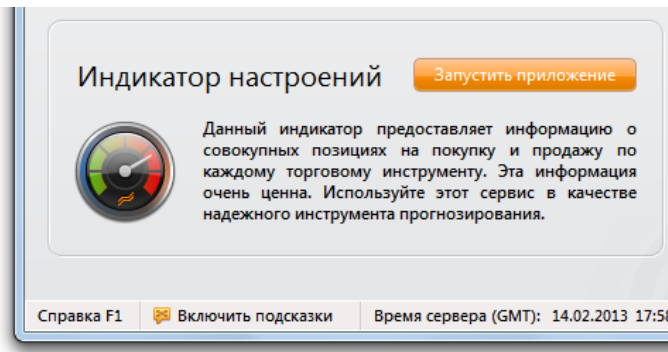 Индикатор настроений Запустить приложение
Данный индикатор предоставляет информацию о
совокупных позициях на покупку и продажу по
каждому торговому инструменту. Эта информация
очень ценна. Используйте этот сервис в качестве
надежного инструмента прогнозирования.
Справка F1 Включить подсказки Время сервера (GMT): 14.02.2013 17:58